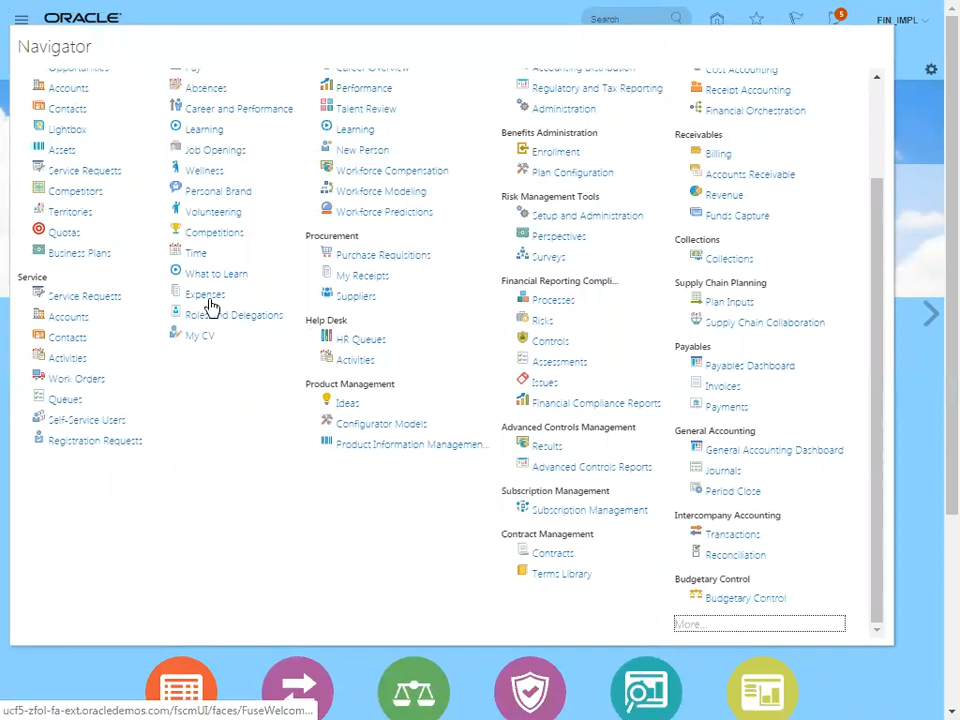 ORACLE
Search
5
FIN_IMPL
Navigator
Opportunities
Accounts
Contacts
Lightbox
Assets
Service Requests
Competitors
Territories
Quotas
Business Plans
Service
Service Requests
Accounts
Contacts
Activities
Work Orders
Queues
Self-Service Users
Registration Requests
Pay
Absences
Career and Performance
Learning
Job Openings
Wellness
Personal Brand
Volunteering
Competitions
Time
What to Learn
Expenses
Roles and Delegations
My CV
Career Overview
Performance
Talent Review
Learning
New Person
Workforce Compensation
Workforce Modeling
Workforce Predictions
Procurement
Purchase Requisitions
My Receipts
Suppliers
Help Desk
HR Queues
Activities
Product Management
Ideas
Configurator Models
Product Information Managemen...
Accounting Distribution
Regulatory and Tax Reporting
Administration
Benefits Administration
Enrollment
Plan Configuration
Risk Management Tools
Setup and Administration
Perspectives
Surveys
Financial Reporting Compli...
Processes
Risks
Controls
Assessments
Issues
Financial Compliance Reports
Advanced Controls Management
Results
Advanced Controls Reports
Subscription Management
Subscription Management
Contract Management
Contracts
Terms Library
Cost Accounting
Receipt Accounting
Financial Orchestration
Receivables
Billing
Accounts Receivable
Revenue
Funds Capture
Collections
Collections
Supply Chain Planning
Plan Inputs
Supply Chain Collaboration
Payables
Payables Dashboard
Invoices
Payments
General Accounting
General Accounting Dashboard
Journals
Period Close
Intercompany Accounting
Transactions
Reconciliation
Budgetary Control
Budgetary Control
More...
ucf5-zfol-fa-ext.oracledemos.com/fscmUI/faces/FuseWelcom...